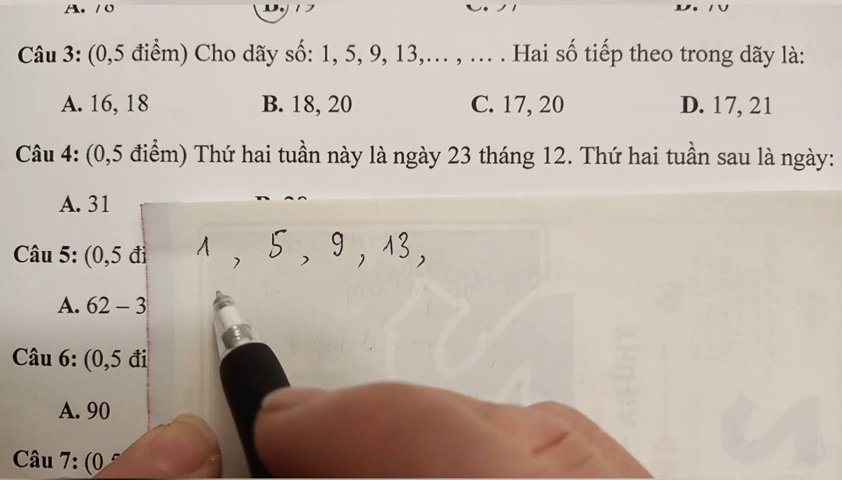 Câu 3: (0,5 điểm) Cho dãy số: 1, 5, 9, 13,… , … . Hai số tiếp theo trong dãy là:
A. 16, 18 B. 18, 20 C. 17, 20 D. 17, 21
Câu 4: (0,5 điểm) Thứ hai tuần này là ngày 23 tháng 12. Thứ hai tuần sau là ngày:
A. 31
Câu 5: (0,5 đi
1, 5, 9, 13,
A. 62 – 3
Câu 6: (0,5 đi
A. 90
Câu 7: (0